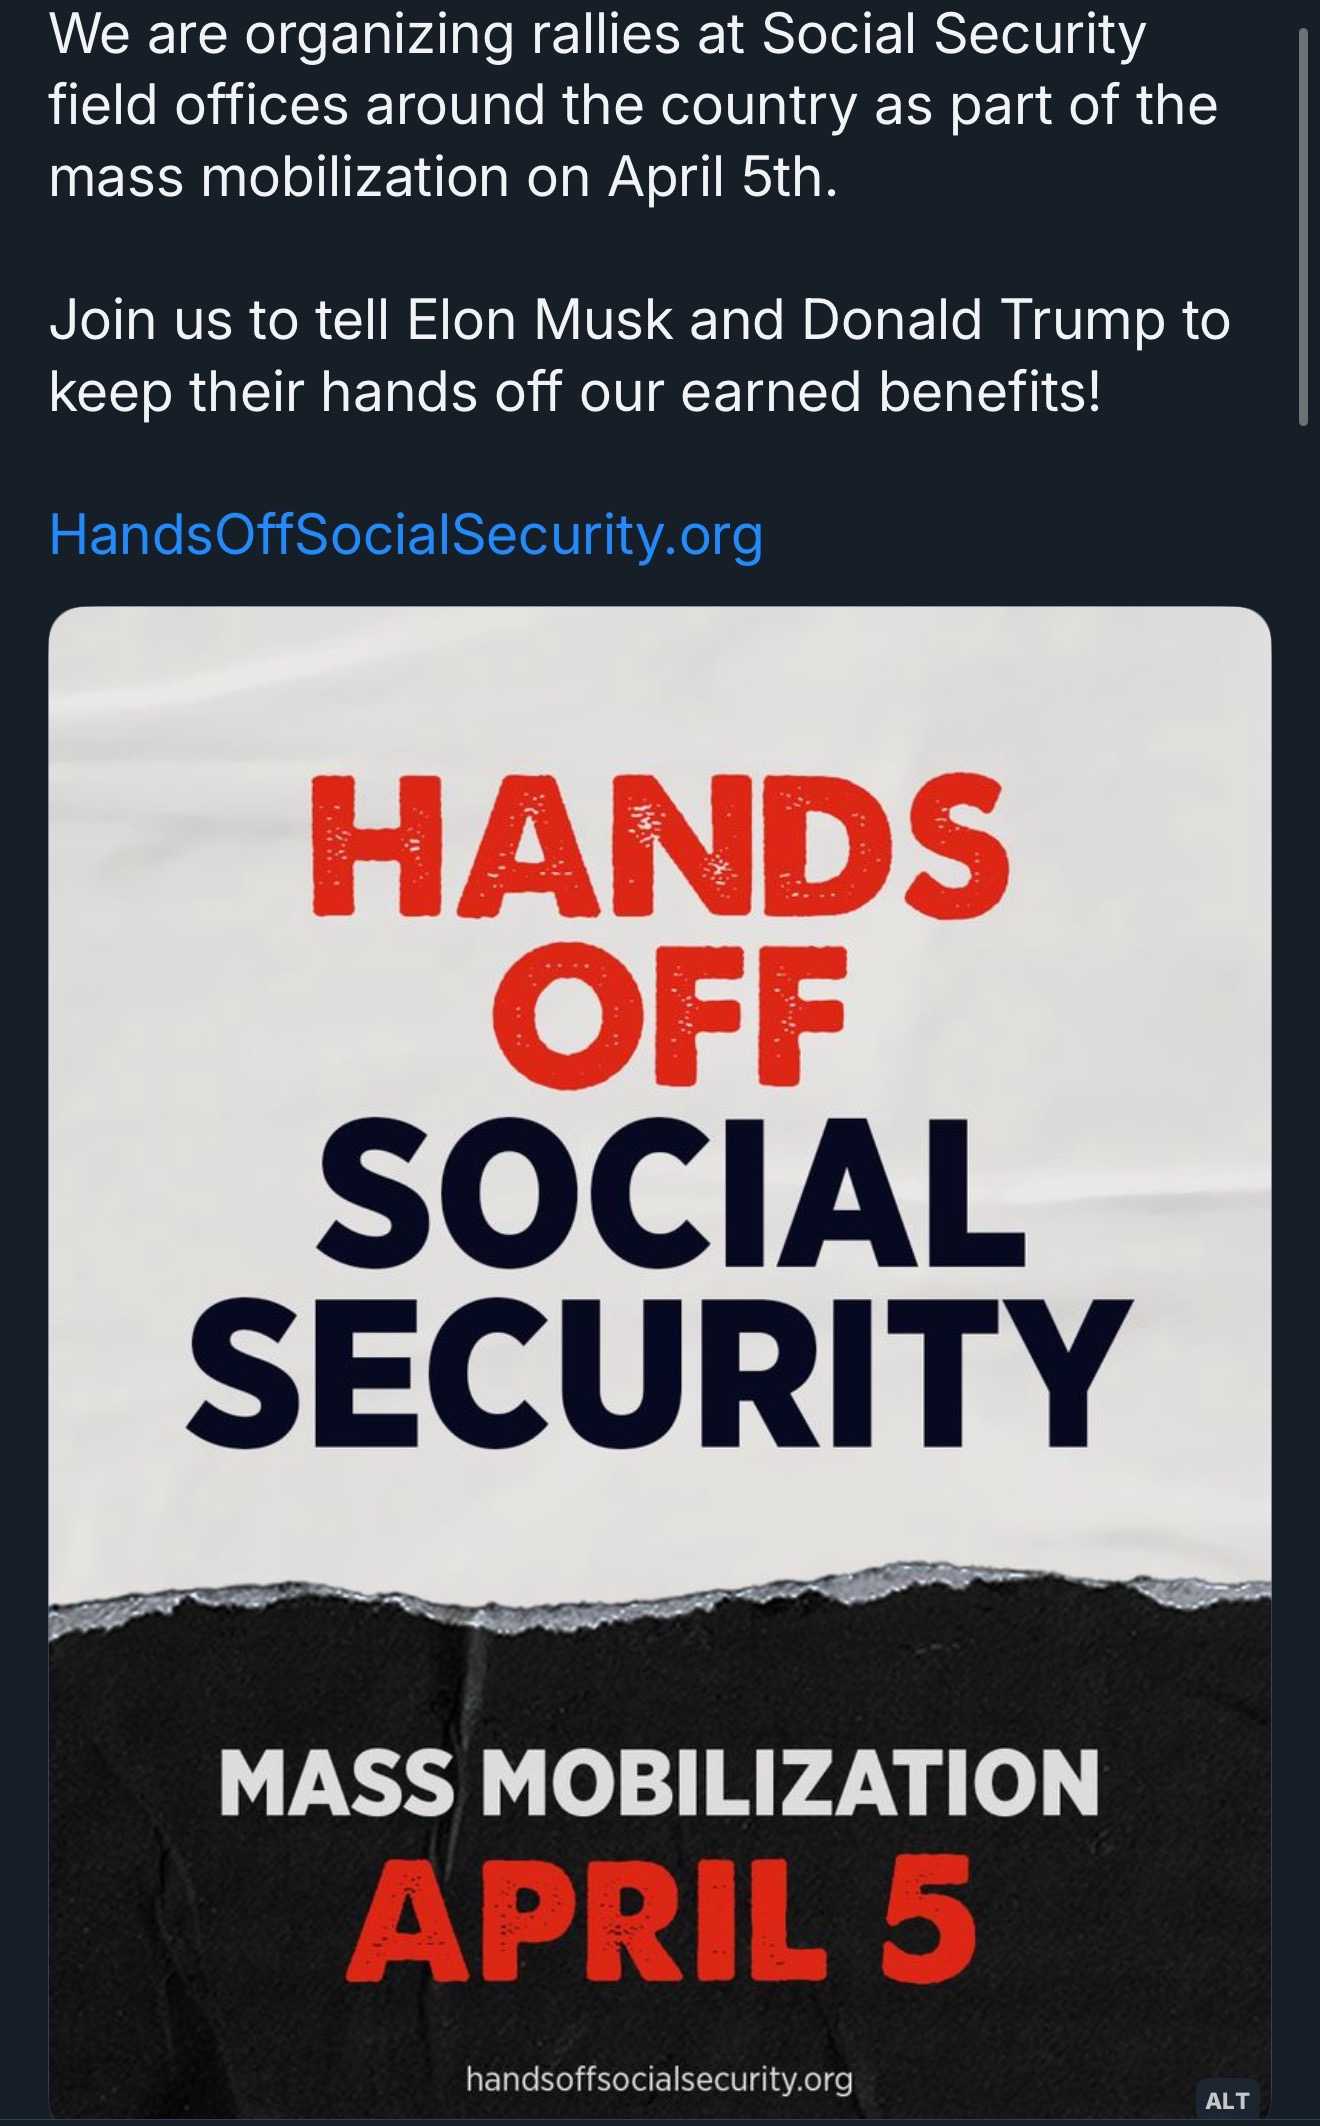 We are organizing rallies at Social Security
field offices around the country as part of the
mass mobilization on April 5th.
Join us to tell Elon Musk and Donald Trump to
keep their hands off our earned benefits!
HandsOffSocialSecurity.org
HANDS
OFF
SOCIAL
SECURITY
MASS MOBILIZATION
APRIL 5
handsoffsocialsecurity.org
ALT